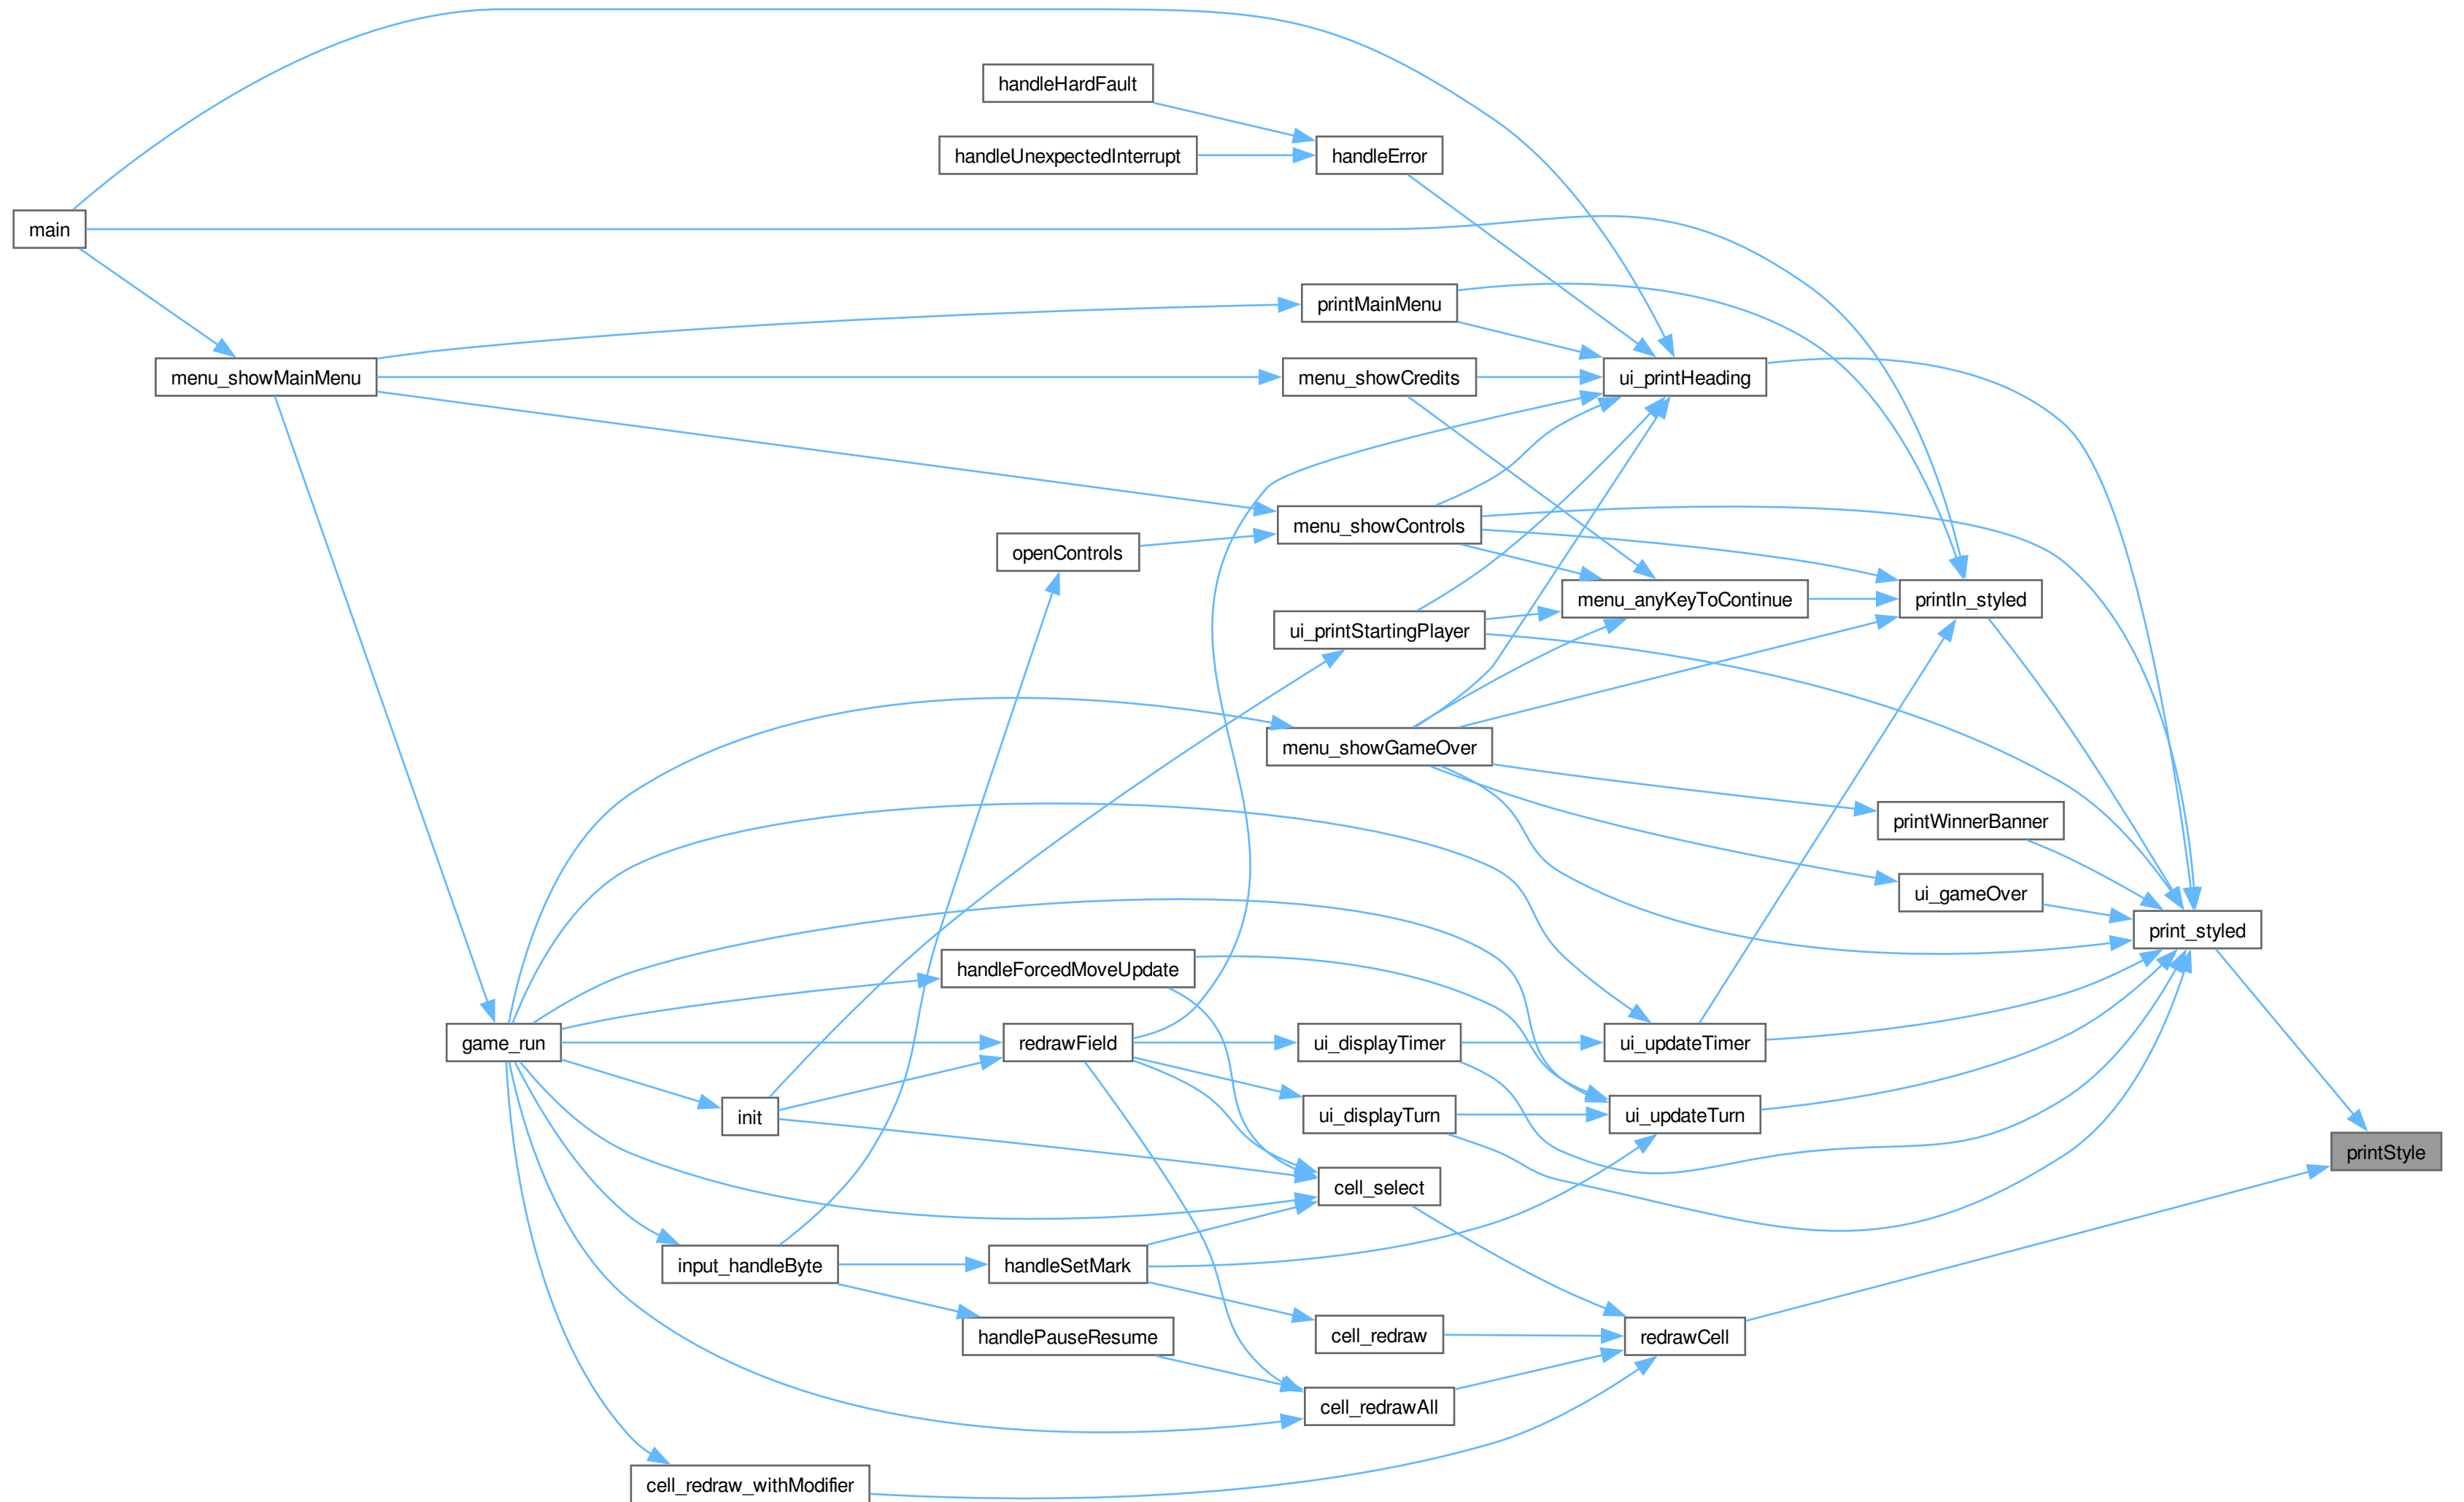 handleHardFault
handleUnexpectedInterrupt
handleError
main
printMainMenu
menu_showMainMenu
menu_showCredits
ui_printHeading
menu_showControls
openControls
menu_anyKeyToContinue
println_styled
ui_printStartingPlayer
menu_showGameOver
printWinnerBanner
ui_gameOver
print_styled
handleForcedMoveUpdate
game_run
redrawField
ui_displayTimer
ui_updateTimer
init
ui_displayTurn
ui_updateTurn
printStyle
cell_select
input_handleByte
handleSetMark
handlePauseResume
cell_redraw
redrawCell
cell_redrawAll
cell_redraw_withModifier